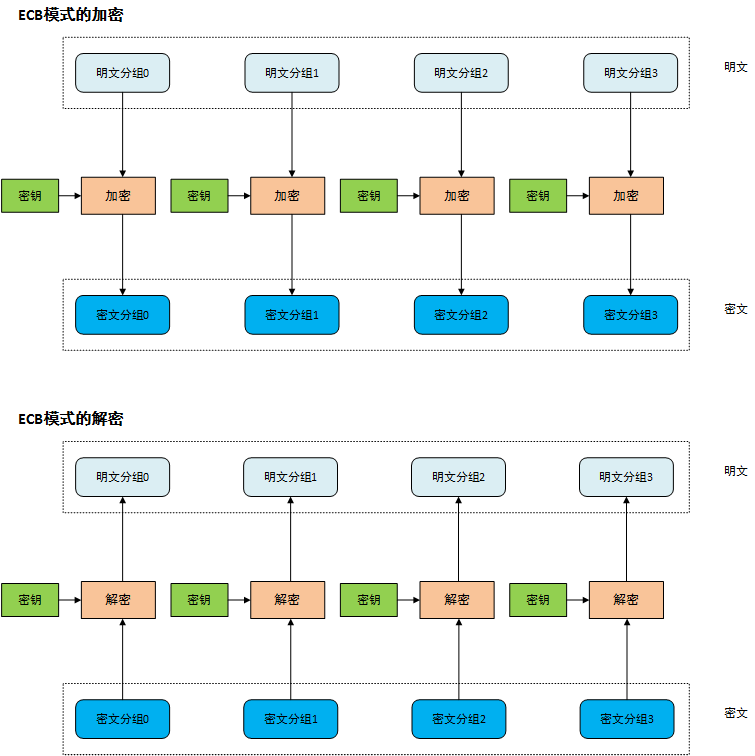 ECB模式的加密
明文分组0 明文分组1 明文分组2 明文分组3 明文
密钥 加密 密钥 加密 密钥 加密 密钥 加密
密文分组0 密文分组1 密文分组2 密文分组3 密文
ECB模式的解密
明文分组0 明文分组1 明文分组2 明文分组3 明文
密钥 解密 密钥 解密 密钥 解密 密钥 解密
密文分组0 密文分组1 密文分组2 密文分组3 密文